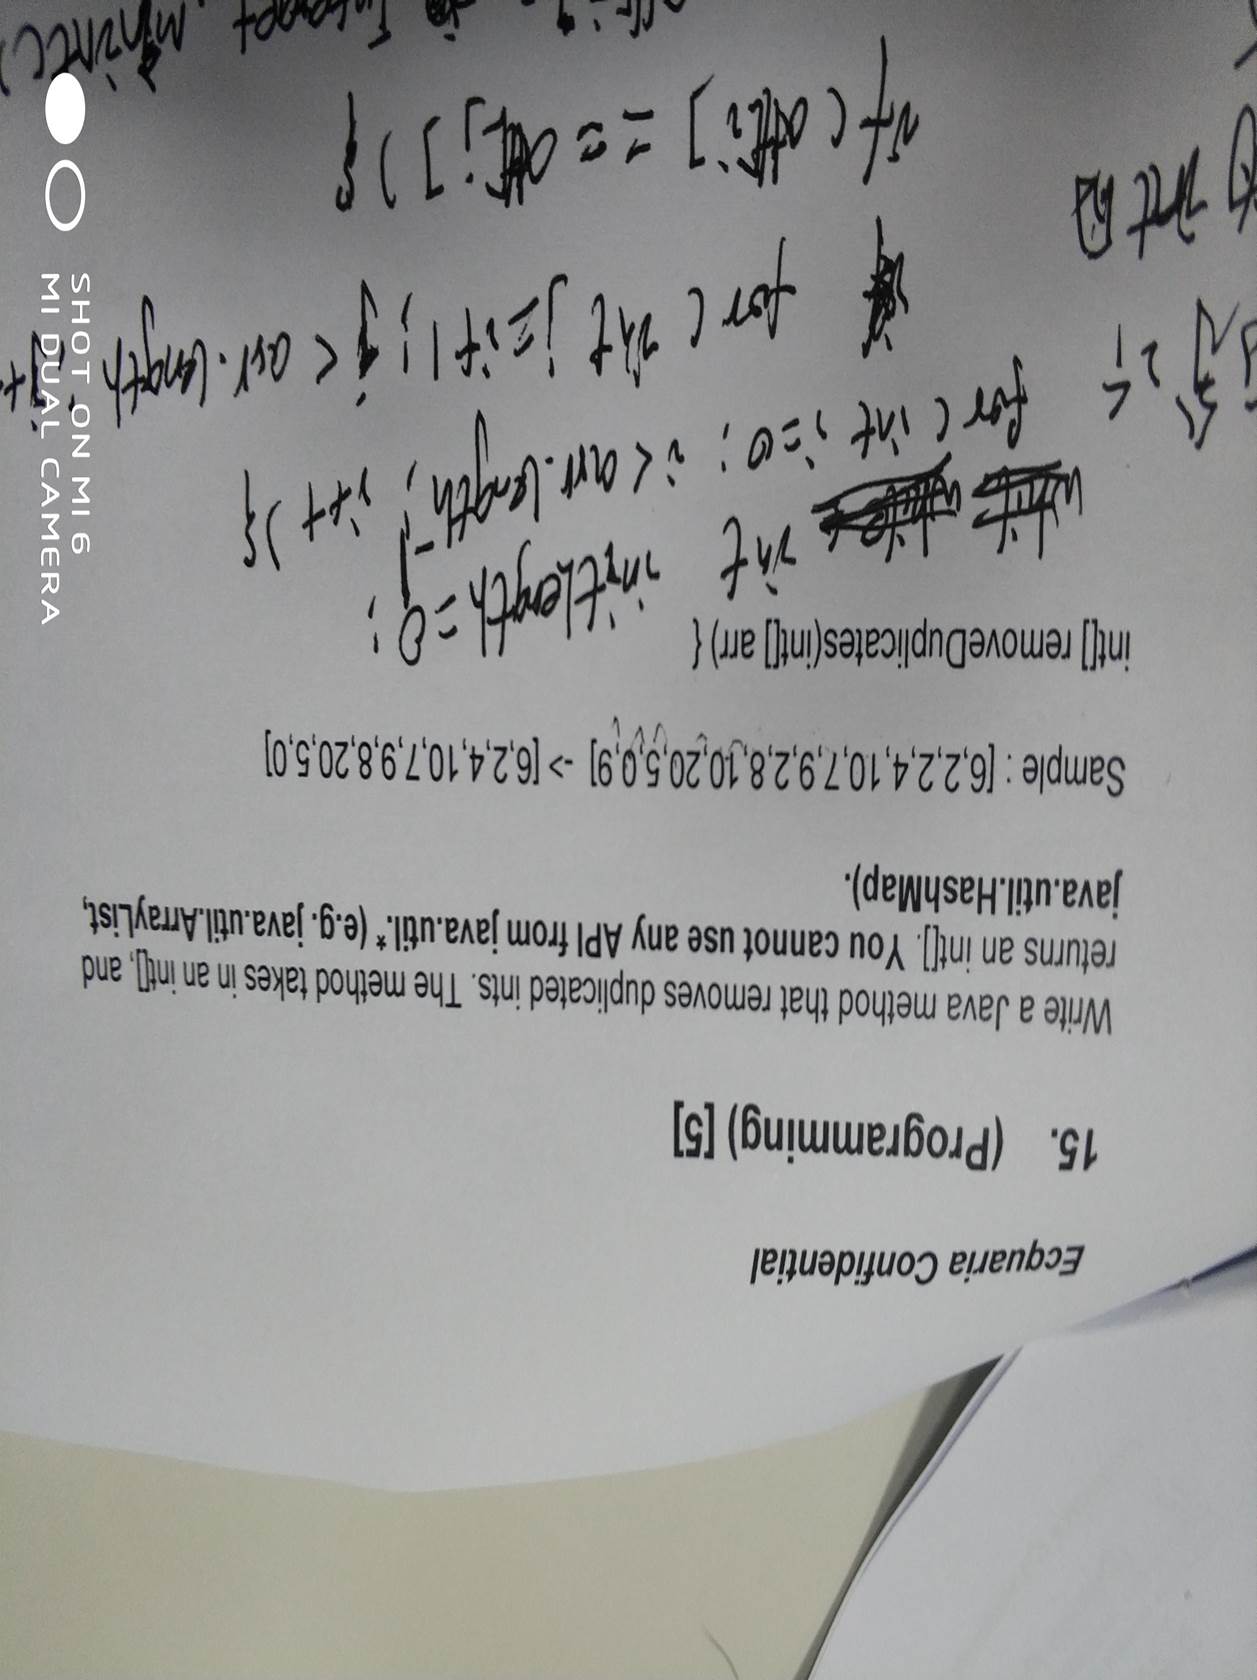 Ecquaria Confidential
15. (Programming) [5]
Write a Java method that removes duplicated ints. The method takes in an int[], and
returns an int[]. You cannot use any API from java.util.* (e.g. java.util.ArrayList,
java.util.HashMap).
Sample : [6,2,2,4,10,7,9,2,8,10,20,5,0,9] -> [6,2,4,10,7,9,8,20,5,0]
int[] removeDuplicates(int[] arr) {
int intLength = 0;
for ( int i=0; i < arr.length-1; i++ ){
for ( int j=i+1; j < arr.length; j++
if ( arr[i] == arr[j] ) {
SHOT ON MI 6
MI DUAL CAMERA